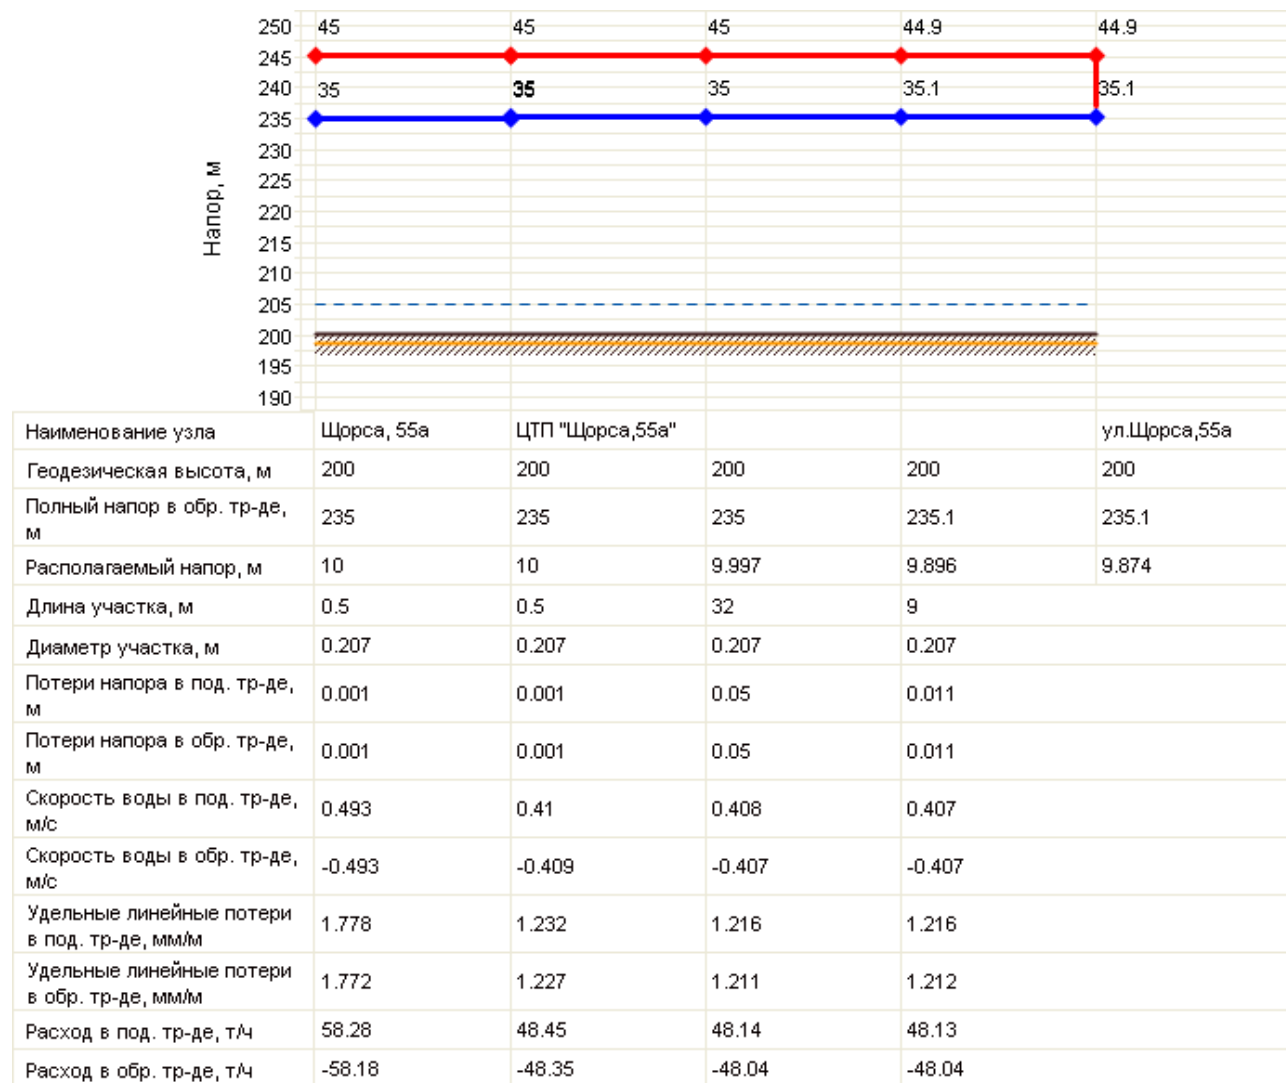 250 45 45 45 44.9 44.9
245
240 35 35 35 35.1 35.1
235
230
225
220
215
210
205
200
195
190
Напор, м
Наименование узла Щорса, 55а ЦТП "Щорса,55а" ул.Щорса,55а
Геодезическая высота, м 200 200 200 200 200
Полный напор в обр. тр-де,
м 235 235 235 235.1 235.1
Располагаемый напор, м 10 10 9.997 9.896 9.874
Длина участка, м 0.5 0.5 32 9
Диаметр участка, м 0.207 0.207 0.207 0.207
Потери напора в под. тр-де,
м 0.001 0.001 0.05 0.011
Потери напора в обр. тр-де,
м 0.001 0.001 0.05 0.011
Скорость воды в под. тр-де,
м/с 0.493 0.41 0.408 0.407
Скорость воды в обр. тр-де,
м/с -0.493 -0.409 -0.407 -0.407
Удельные линейные потери
в под. тр-де, мм/м 1.778 1.232 1.216 1.216
Удельные линейные потери
в обр. тр-де, мм/м 1.772 1.227 1.211 1.212
Расход в под. тр-де, т/ч 58.28 48.45 48.14 48.13
Расход в обр. тр-де, т/ч -58.18 -48.35 -48.04 -48.04